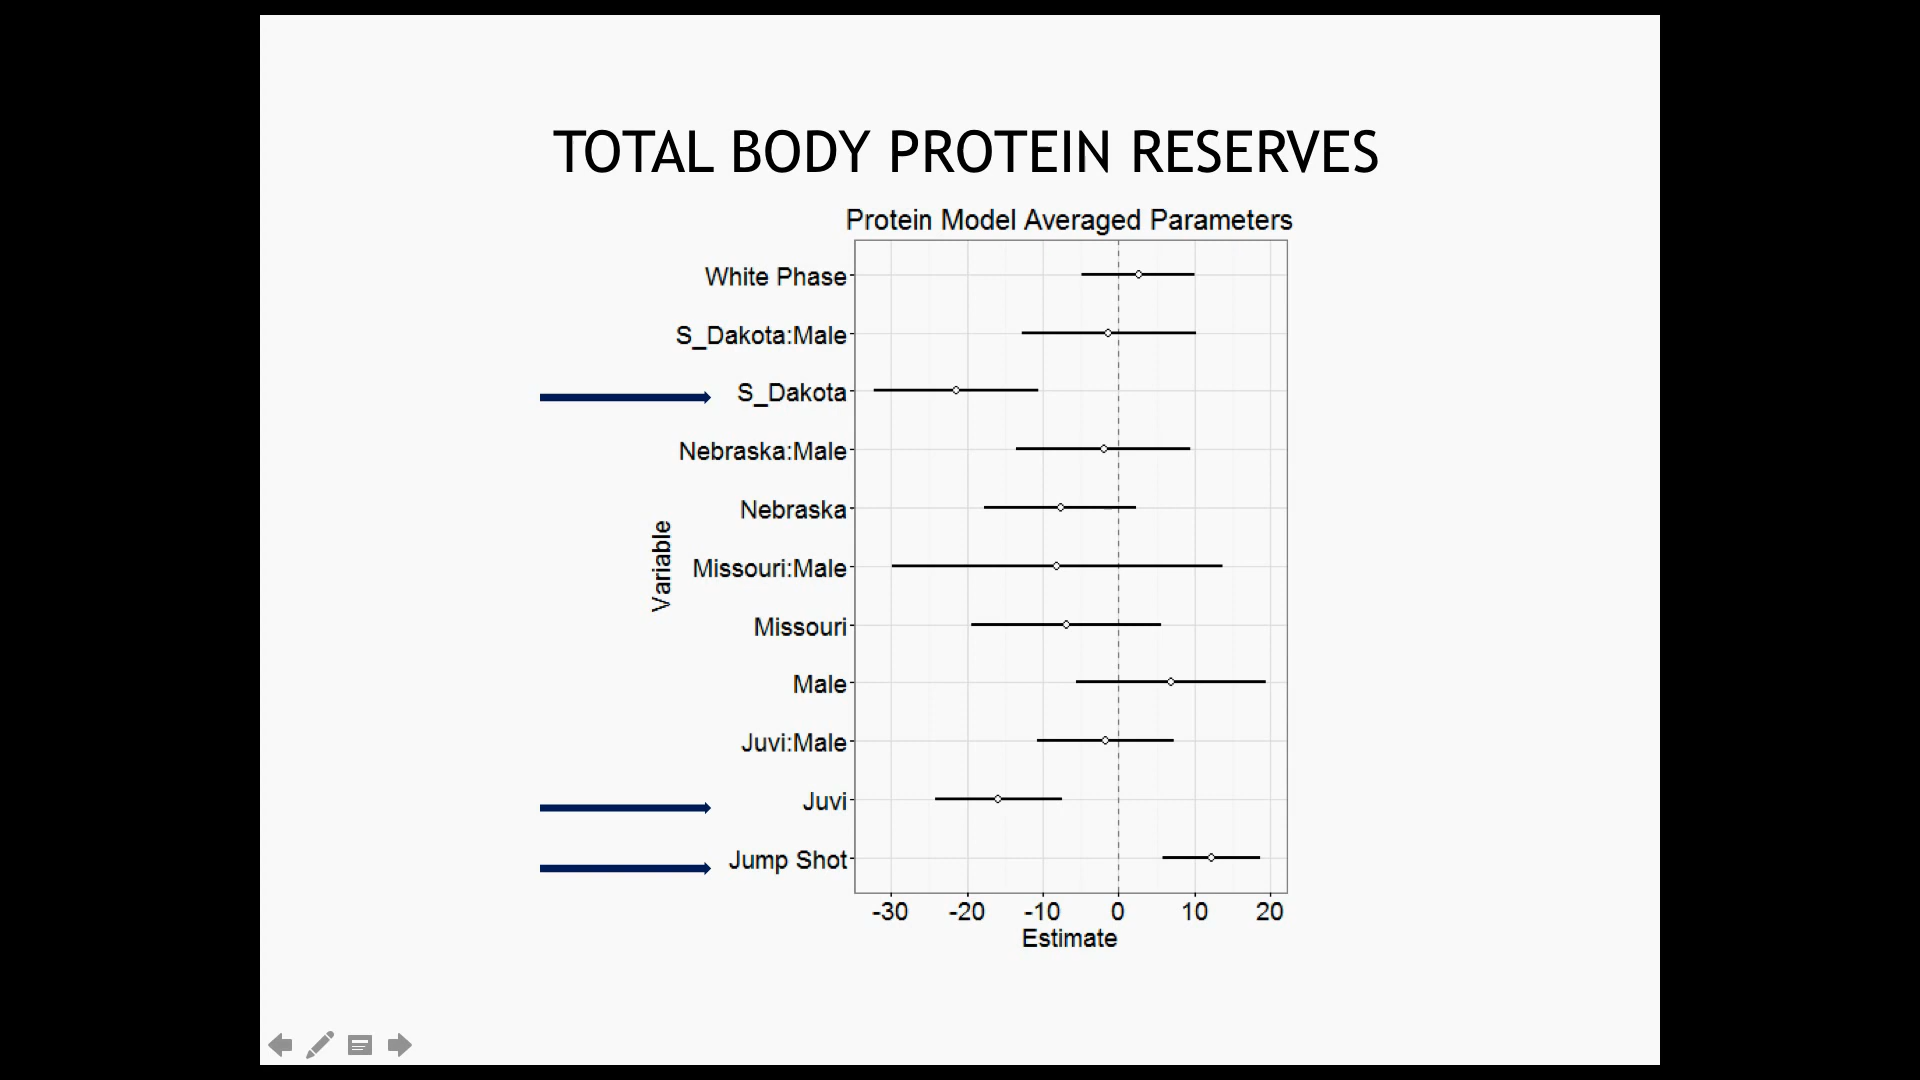 TOTAL BODY PROTEIN RESERVES
Protein Model Averaged Parameters
White Phase
S_Dakota:Male
S_Dakota
Nebraska:Male
Nebraska
Missouri:Male
Missouri
Male
Juvi:Male
Juvi
Jump Shot
Variable
-30 -20 -10 0 10 20
Estimate